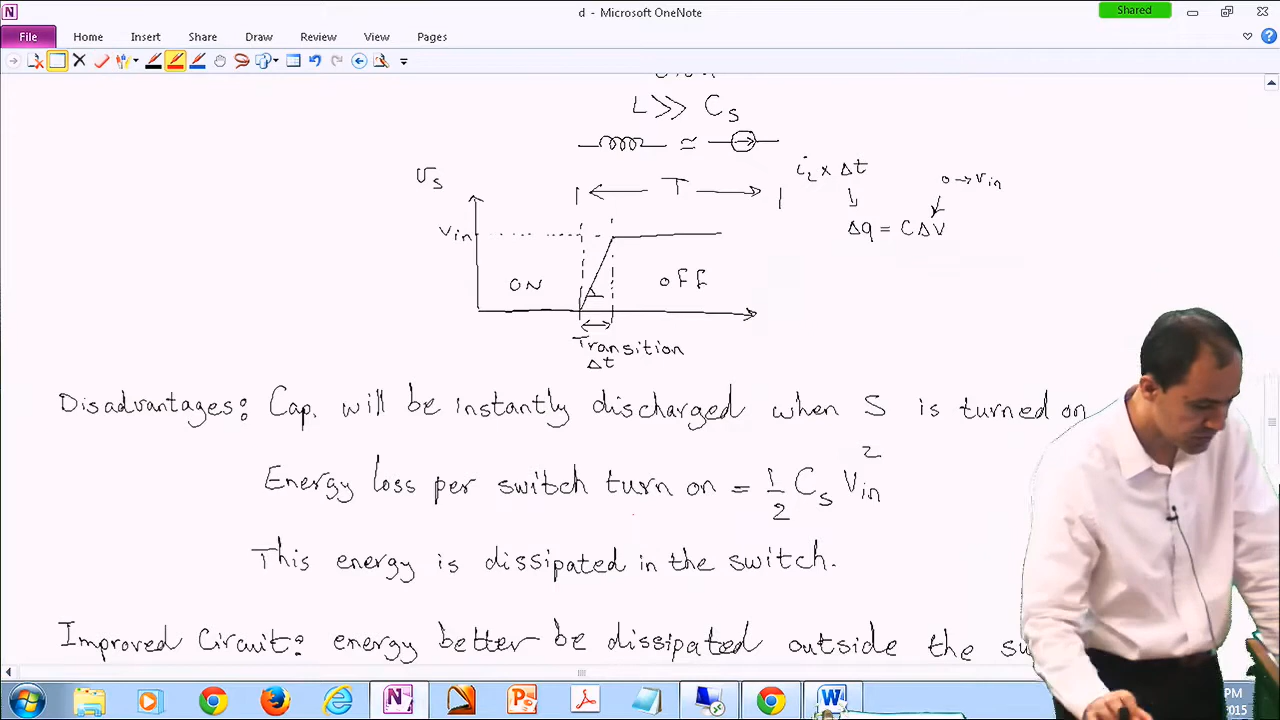 d - Microsoft OneNote
Shared
File Home Insert Share Draw Review View Pages
L >> Cs
≃
T
iL × Δt
0 → Vin
Δq = C ΔV
Vs
Vin
ON
OFF
Transition
Δt
Disadvantages: Cap. will be instantly discharged when S is turned on
Energy loss per switch turn on = 1/2 Cs Vin²
This energy is dissipated in the switch.
Improved Circuit: energy better be dissipated outside the
PM
2015